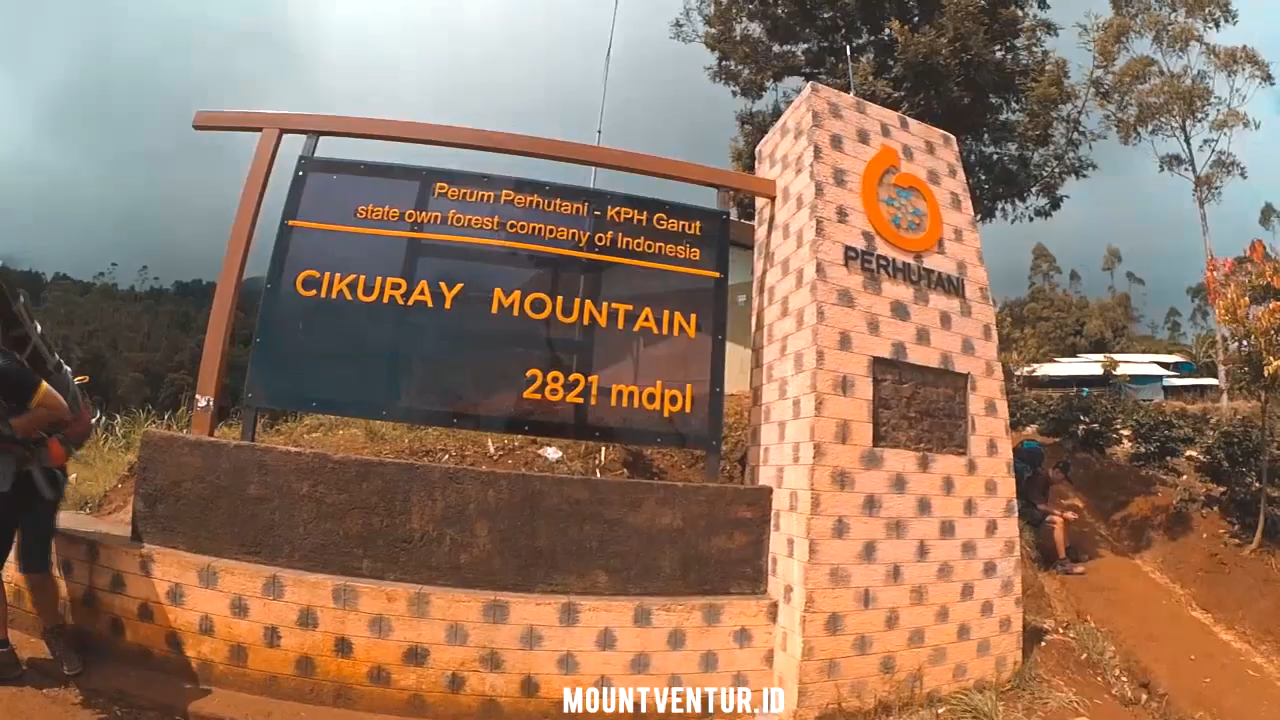 Perum Perhutani - KPH Garut
state own forest company of Indonesia
CIKURAY MOUNTAIN
2821 mdpl
PERHUTANI
MOUNTVENTUR.ID